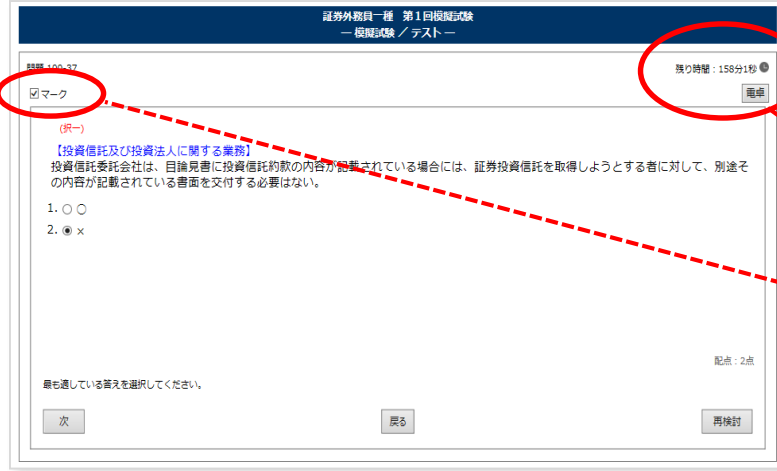 証券外務員一種 第1回模擬試験
― 模擬試験 / テスト ―
問題 100-37
残り時間:158分1秒
マーク
電卓
(択一)
【投資信託及び投資法人に関する業務】
投資信託委託会社は、目論見書に投資信託約款の内容が記載されている場合には、証券投資信託を取得しようとする者に対して、別途そ
の内容が記載されている書面を交付する必要はない。
1. ○
2. ×
配点:2点
最も適している答えを選択してください。
次
戻る
再検討